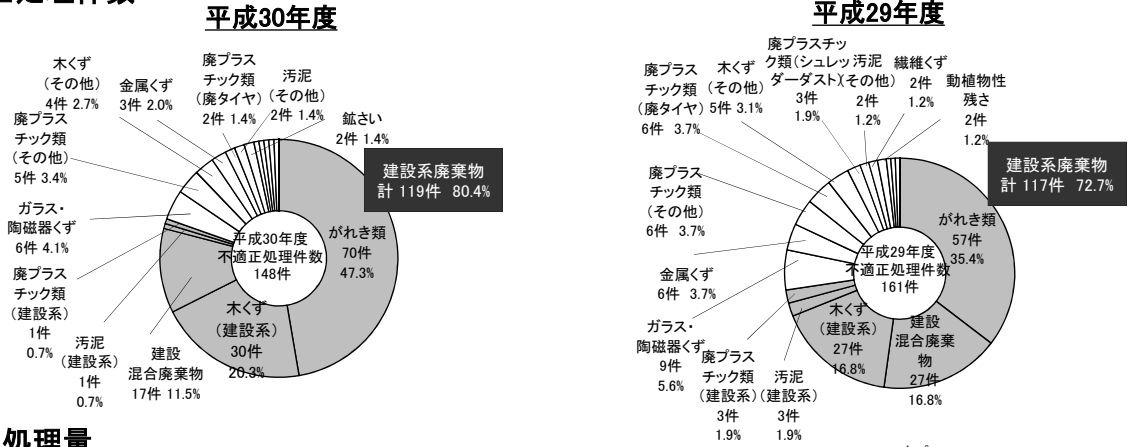 平成30年度
木くず
(その他)
4件 2.7%
金属くず
3件 2.0%
廃プラス
チック類
(廃タイヤ)
2件 1.4%
汚泥
(その他)
2件 1.4%
鉱さい
2件 1.4%
廃プラス
チック類
(その他)
5件 3.4%
ガラス・
陶磁器くず
6件 4.1%
廃プラス
チック類
(建設系)
1件
0.7%
汚泥
(建設系)
1件
0.7%
建設
混合廃棄物
17件 11.5%
木くず
(建設系)
30件
20.3%
がれき類
70件
47.3%
建設系廃棄物
計 119件 80.4%
平成30年度
不適正処理件数
148件
平成29年度
廃プラス
チック類
(廃タイヤ)
6件 3.7%
木くず
(その他)
5件 3.1%
廃プラスチッ
ク類(シュレッ
ダーダスト)
3件
1.9%
汚泥
(その他)
2件
1.2%
繊維くず
2件
1.2%
動植物性
残さ
2件
1.2%
廃プラス
チック類
(その他)
6件 3.7%
金属くず
6件 3.7%
ガラス・
陶磁器くず
9件
5.6%
廃プラス
チック類
(建設系)
3件
1.9%
汚泥
(建設系)
3件
1.9%
木くず
(建設系)
27件
16.8%
建設
混合廃棄
物
27件
16.8%
がれき類
57件
35.4%
建設系廃棄物
計 117件 72.7%
平成29年度
不適正処理件数
161件
処理量